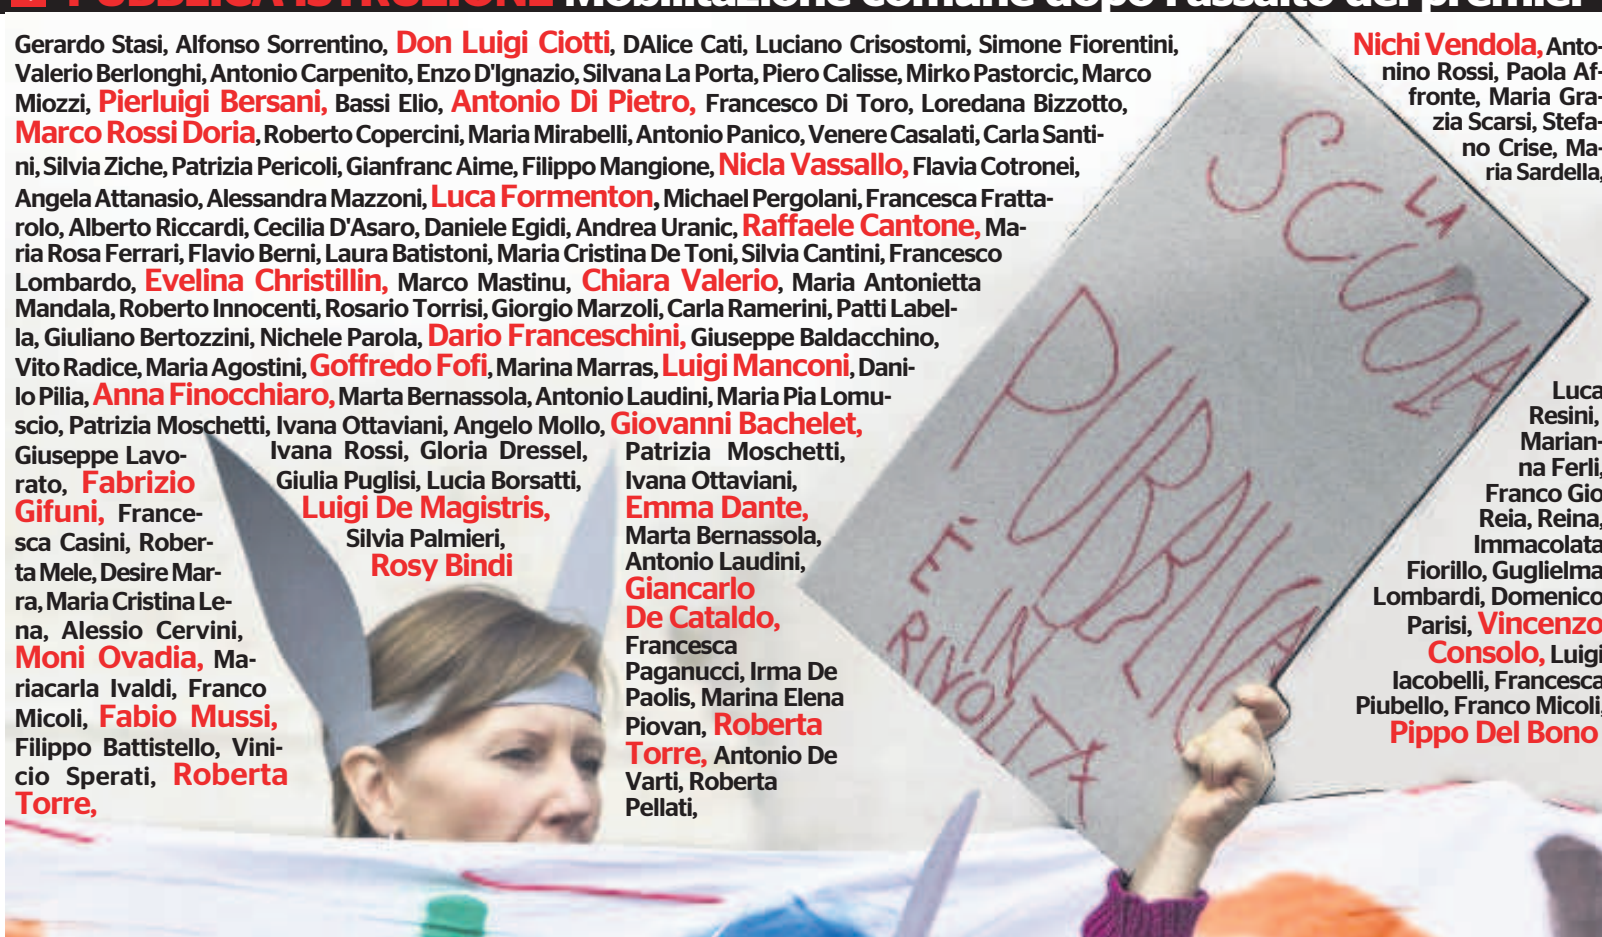 PUBBLICA ISTRUZIONE Mobilitazione comune dopo l'assalto del premier
Gerardo Stasi, Alfonso Sorrentino, Don Luigi Ciotti, DAlice Cati, Luciano Crisostomi, Simone Fiorentini,
Valerio Berlonghi, Antonio Carpenito, Enzo D'Ignazio, Silvana La Porta, Piero Calisse, Mirko Pastorcic, Marco
Miozzi, Pierluigi Bersani, Bassi Elio, Antonio Di Pietro, Francesco Di Toro, Loredana Bizzotto,
Marco Rossi Doria, Roberto Copercini, Maria Mirabelli, Antonio Panico, Venere Casalati, Carla Santi-
ni, Silvia Ziche, Patrizia Pericoli, Gianfranc Aime, Filippo Mangione, Nicla Vassallo, Flavia Cotronei,
Angela Attanasio, Alessandra Mazzoni, Luca Formenton, Michael Pergolani, Francesca Fratta-
rolo, Alberto Riccardi, Cecilia D'Asaro, Daniele Egidi, Andrea Uranic, Raffaele Cantone, Ma-
ria Rosa Ferrari, Flavio Berni, Laura Batistoni, Maria Cristina De Toni, Silvia Cantini, Francesco
Lombardo, Evelina Christillin, Marco Mastinu, Chiara Valerio, Maria Antonietta
Mandala, Roberto Innocenti, Rosario Torrisi, Giorgio Marzoli, Carla Ramerini, Patti Label-
la, Giuliano Bertozzini, Nichele Parola, Dario Franceschini, Giuseppe Baldacchino,
Vito Radice, Maria Agostini, Goffredo Fofi, Marina Marras, Luigi Manconi, Dani-
lo Pilia, Anna Finocchiaro, Marta Bernassola, Antonio Laudini, Maria Pia Lomu-
scio, Patrizia Moschetti, Ivana Ottaviani, Angelo Mollo, Giovanni Bachelet,
Giuseppe Lavo-
rato, Fabrizio
Gifuni, France-
sca Casini, Rober-
ta Mele, Desire Mar-
ra, Maria Cristina Le-
na, Alessio Cervini,
Moni Ovadia, Ma-
riacarla Ivaldi, Franco
Micoli, Fabio Mussi,
Filippo Battistello, Vini-
cio Sperati, Roberta
Torre,
Ivana Rossi, Gloria Dressel,
Giulia Puglisi, Lucia Borsatti,
Luigi De Magistris,
Silvia Palmieri,
Rosy Bindi
Patrizia Moschetti,
Ivana Ottaviani,
Emma Dante,
Marta Bernassola,
Antonio Laudini,
Giancarlo
De Cataldo,
Francesca
Paganucci, Irma De
Paolis, Marina Elena
Piovan, Roberta
Torre, Antonio De
Varti, Roberta
Pellati,
LA
SCUOLA
PUBBLICA
È IN
RIVOLTA
Nichi Vendola, Anto-
nino Rossi, Paola Af-
fronte, Maria Gra-
zia Scarsi, Stefa-
no Crise, Ma-
ria Sardella,
Luca
Resini,
Marian-
na Ferli,
Franco Gio
Reia, Reina,
Immacolata
Fiorillo, Guglielma
Lombardi, Domenico
Parisi, Vincenzo
Consolo, Luigi
Iacobelli, Francesca
Piubello, Franco Micoli,
Pippo Del Bono